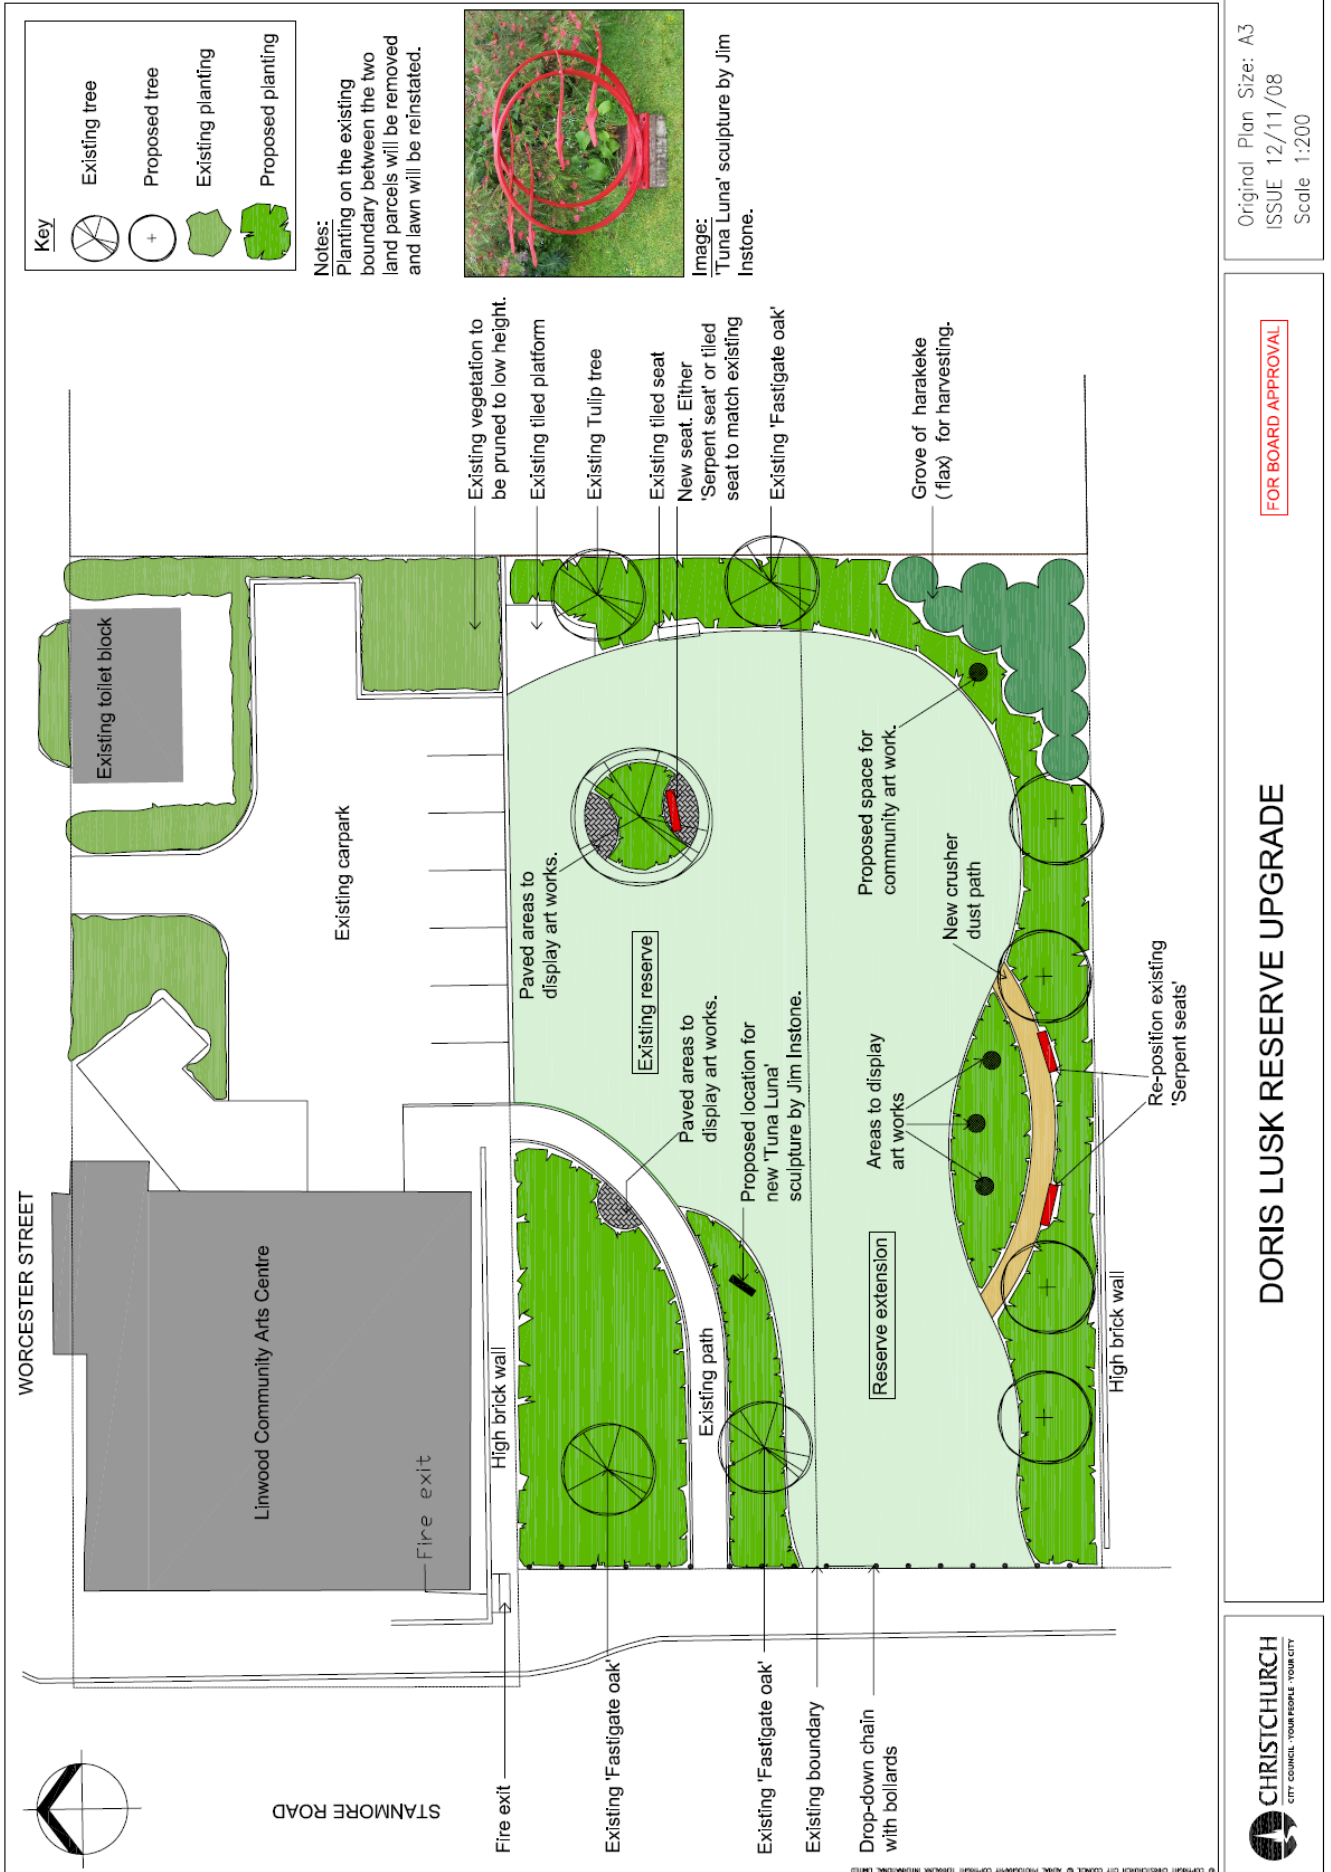 WORCESTER STREET
STANMORE ROAD
Key
Existing tree
Proposed tree
Existing planting
Proposed planting
Notes:
Planting on the existing
boundary between the two
land parcels will be removed
and lawn will be reinstated.
Image:
'Tuna Luna' sculpture by Jim
Instone.
Existing toilet block
Existing carpark
Linwood Community Arts Centre
Fire exit
High brick wall
Existing vegetation to
be pruned to low height.
Existing tiled platform
Existing Tulip tree
Existing tiled seat
New seat. Either
'Serpent seat' or tiled
seat to match existing
Existing 'Fastigate oak'
Grove of harakeke
(flax) for harvesting.
Paved areas to
display art works.
Existing reserve
Paved areas to
display art works.
Proposed location for
new 'Tuna Luna'
sculpture by Jim Instone.
Proposed space for
community art work.
New crusher
dust path
Areas to display
art works
Re-position existing
'Serpent seats'
Reserve extension
Existing path
High brick wall
Fire exit
Existing 'Fastigate oak'
Existing 'Fastigate oak'
Existing boundary
Drop-down chain
with bollards
CHRISTCHURCH
CITY COUNCIL · YOUR PEOPLE · YOUR CITY
DORIS LUSK RESERVE UPGRADE
FOR BOARD APPROVAL
Original Plan Size: A3
ISSUE 12/11/08
Scale 1:200